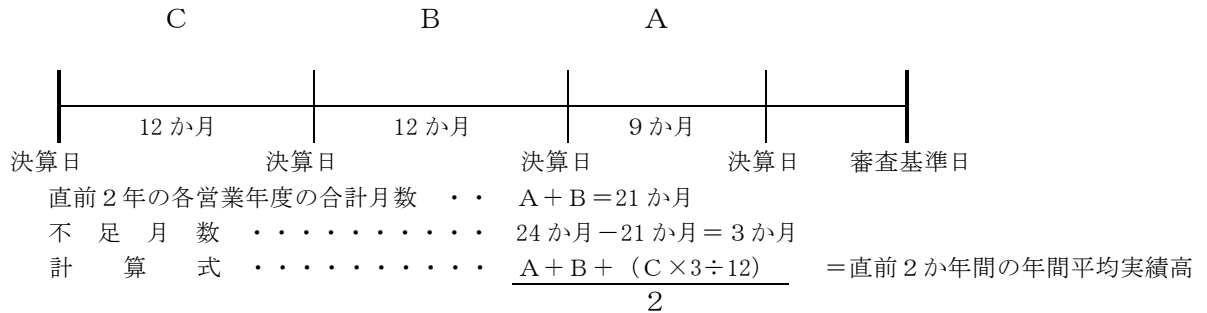 C B A
12か月 12か月 9か月
決算日 決算日 決算日 決算日 審査基準日
直前2年の各営業年度の合計月数 ・・ A+B=21か月
不足月数 ・・・・・・・・・・ 24か月-21か月=3か月
計算式 ・・・・・・・・・・ A+B+(C×3÷12) =直前2か年間の年間平均実績高
2